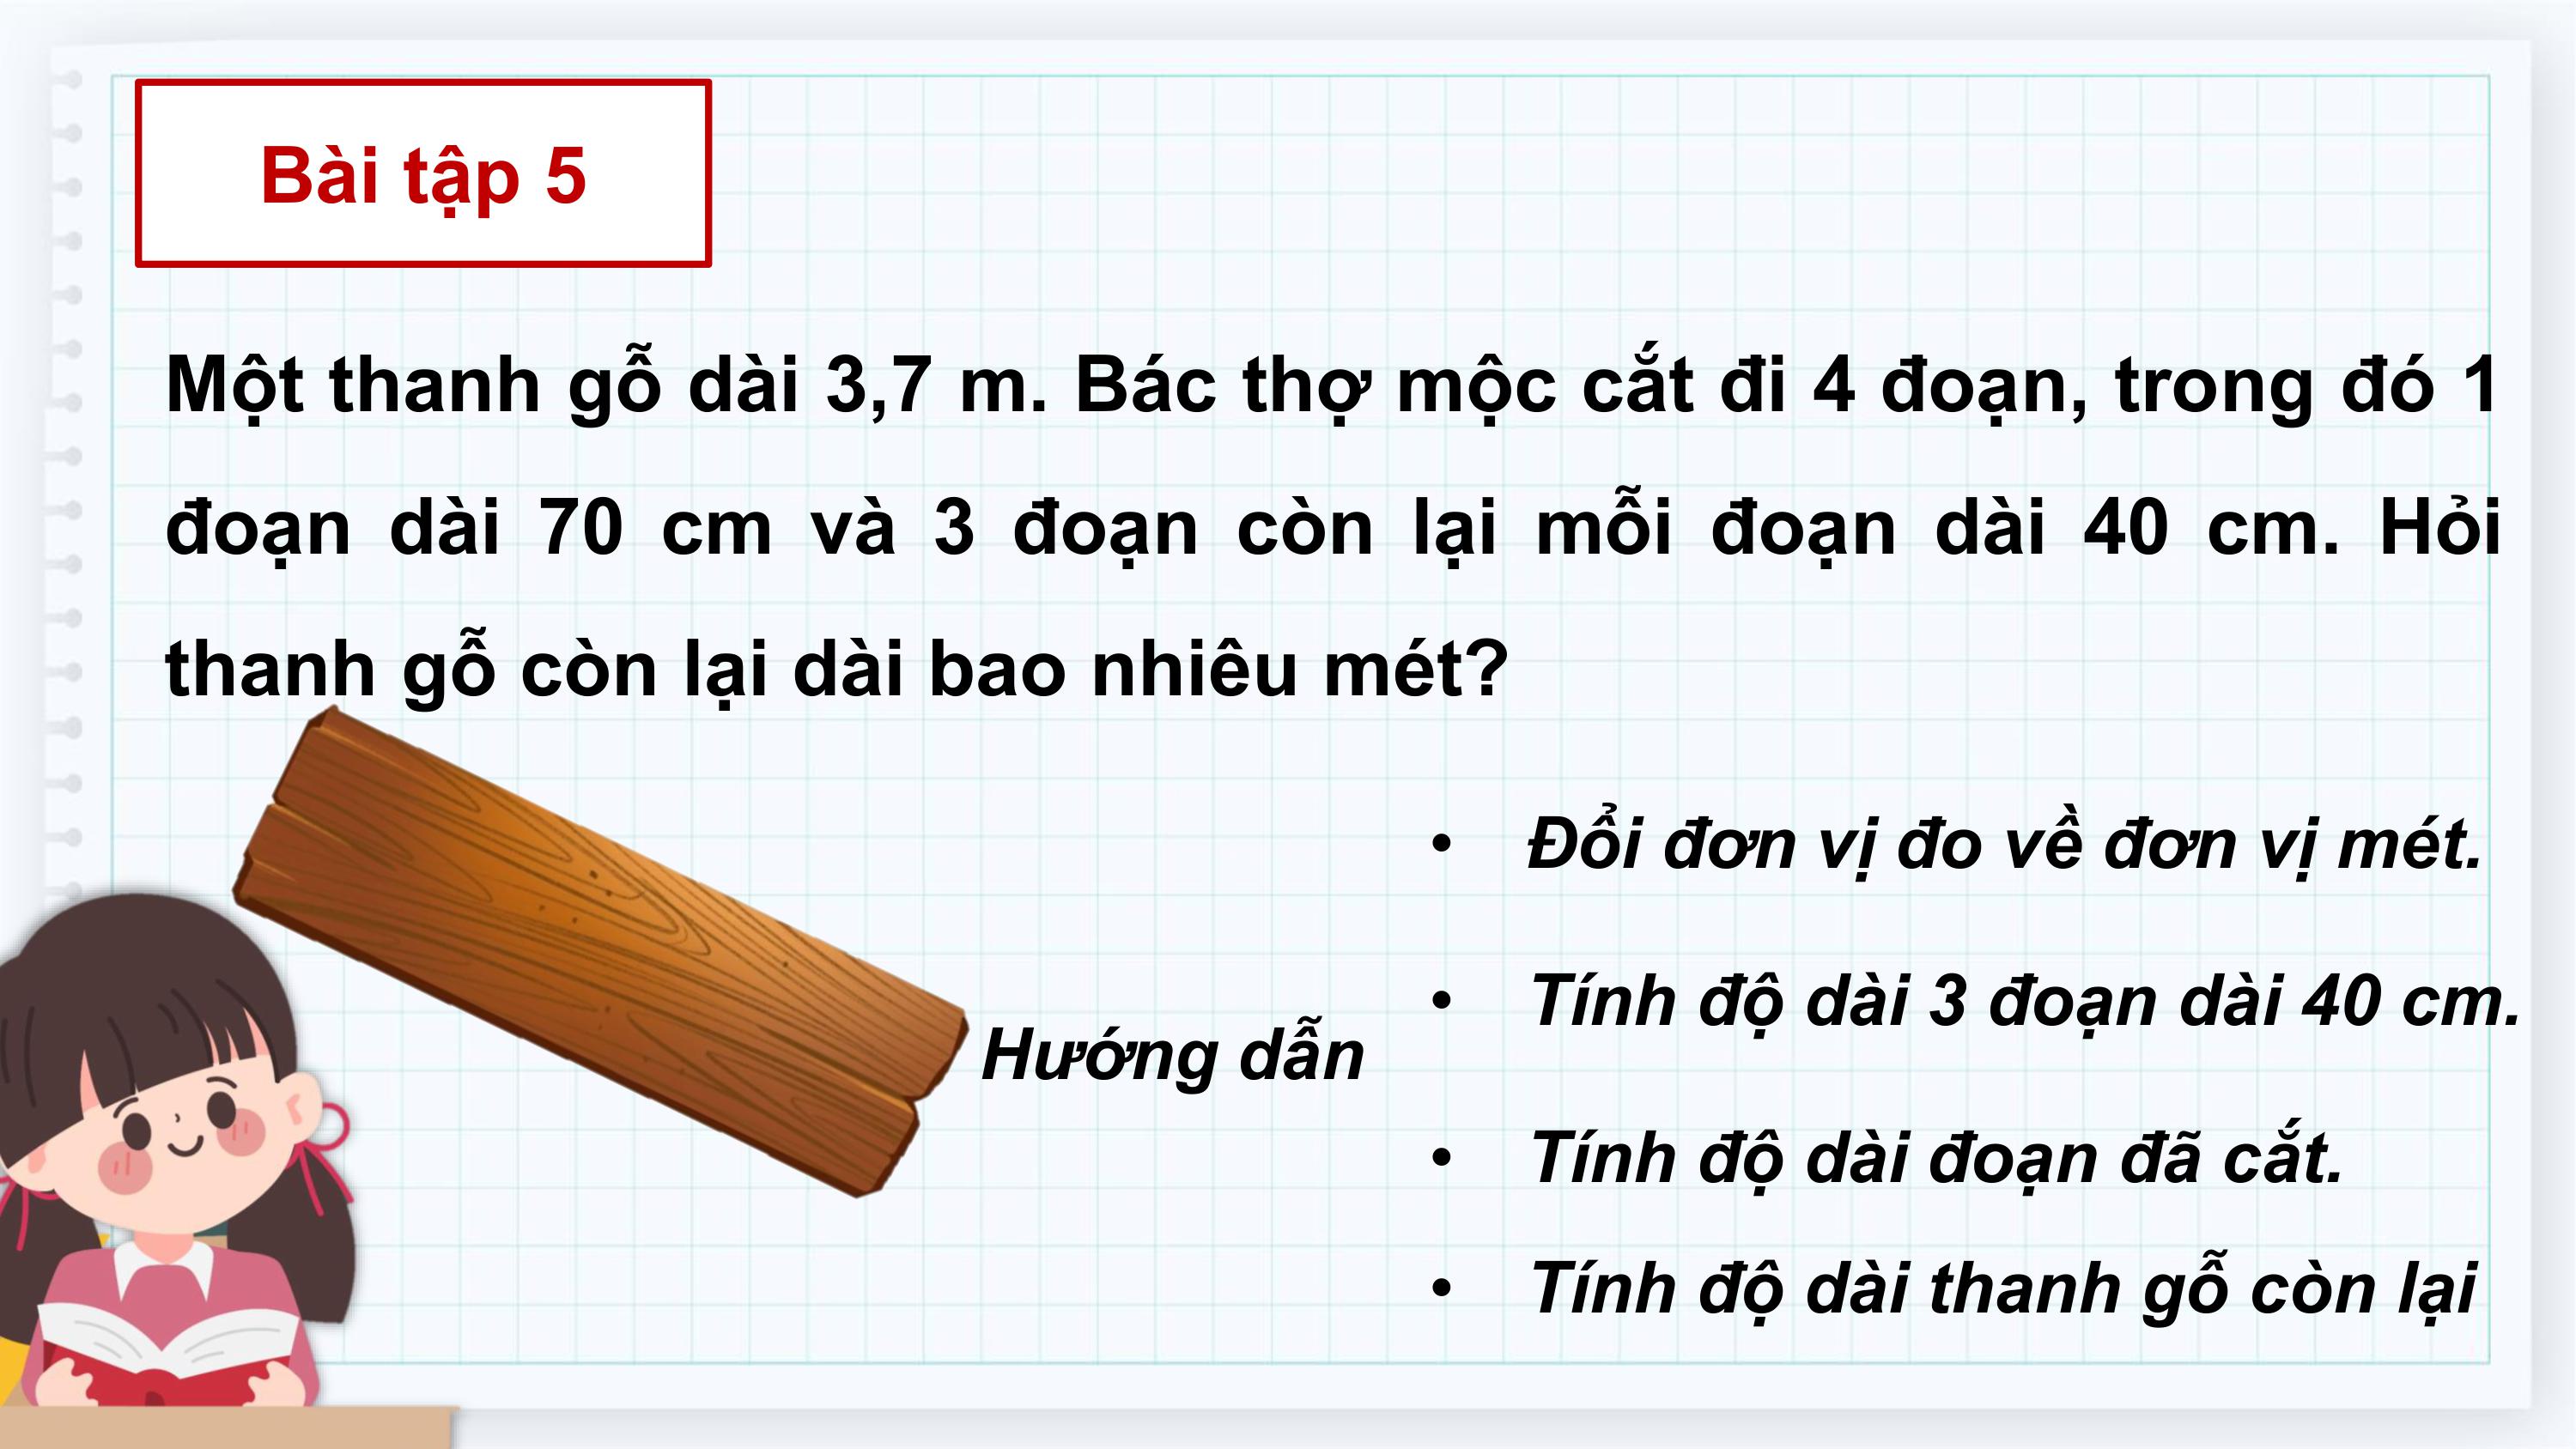 Bài tập 5
Một thanh gỗ dài 3,7 m. Bác thợ mộc cắt đi 4 đoạn, trong đó 1
đoạn dài 70 cm và 3 đoạn còn lại mỗi đoạn dài 40 cm. Hỏi
thanh gỗ còn lại dài bao nhiêu mét?
Hướng dẫn
• Đổi đơn vị đo về đơn vị mét.
• Tính độ dài 3 đoạn dài 40 cm.
• Tính độ dài đoạn đã cắt.
• Tính độ dài thanh gỗ còn lại